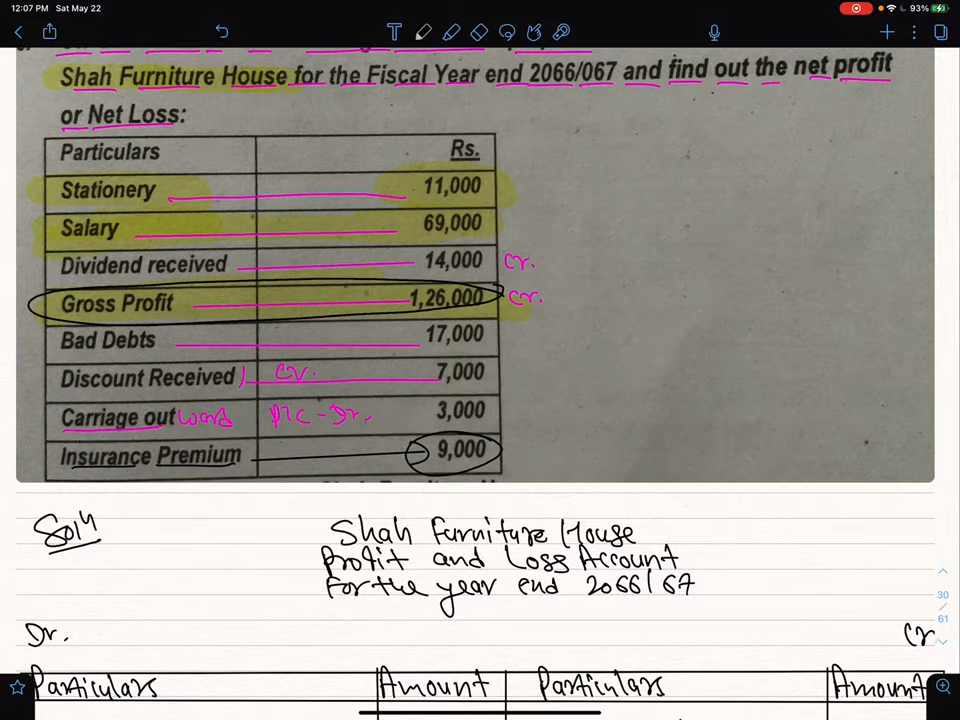 12:07 PM Sat May 22
93%
Shah Furniture House for the Fiscal Year end 2066/067 and find out the net profit
or Net Loss:
Particulars Rs.
Stationery 11,000
Salary 69,000
Dividend received 14,000 cr.
Gross Profit 1,26,000 cr.
Bad Debts 17,000
Discount Received cr. 7,000
Carriage outward P/L - Dr. 3,000
Insurance Premium 9,000
Soln
Shah Furniture House
Profit and Loss Account
For the year end 2066/67
Dr. Cr
Particulars Amount Particulars Amount
30
/
61